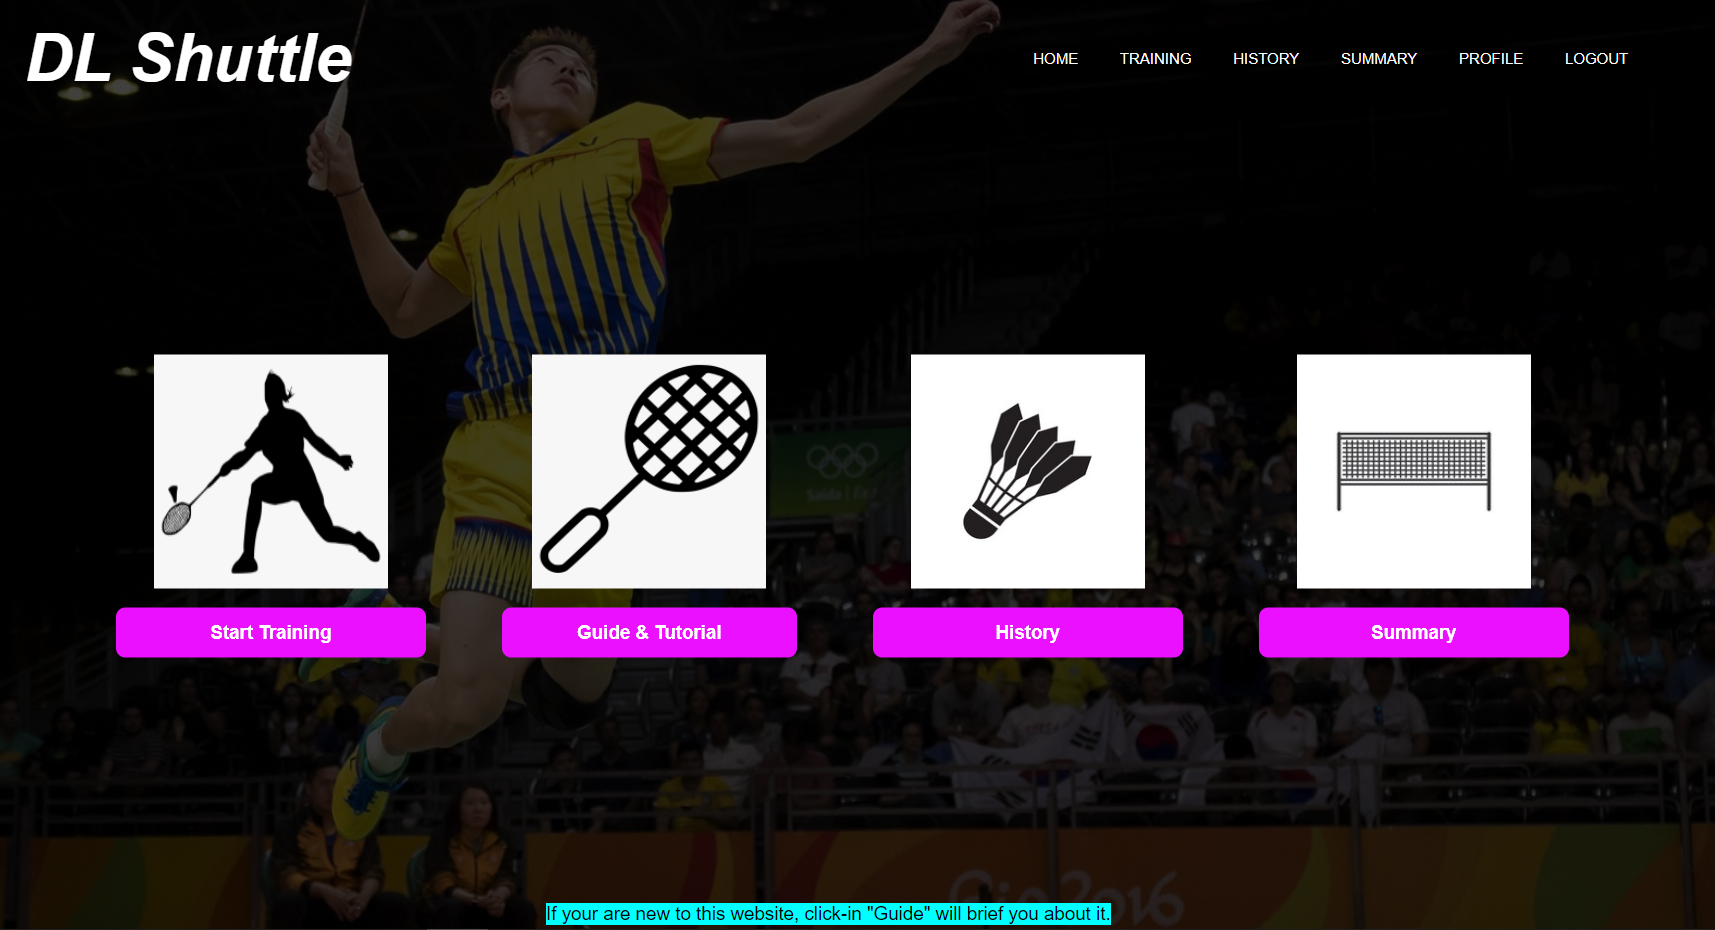 DL Shuttle
HOME TRAINING HISTORY SUMMARY PROFILE LOGOUT
Start Training
Guide & Tutorial
History
Summary
Rio2016
If your are new to this website, click-in "Guide" will brief you about it.